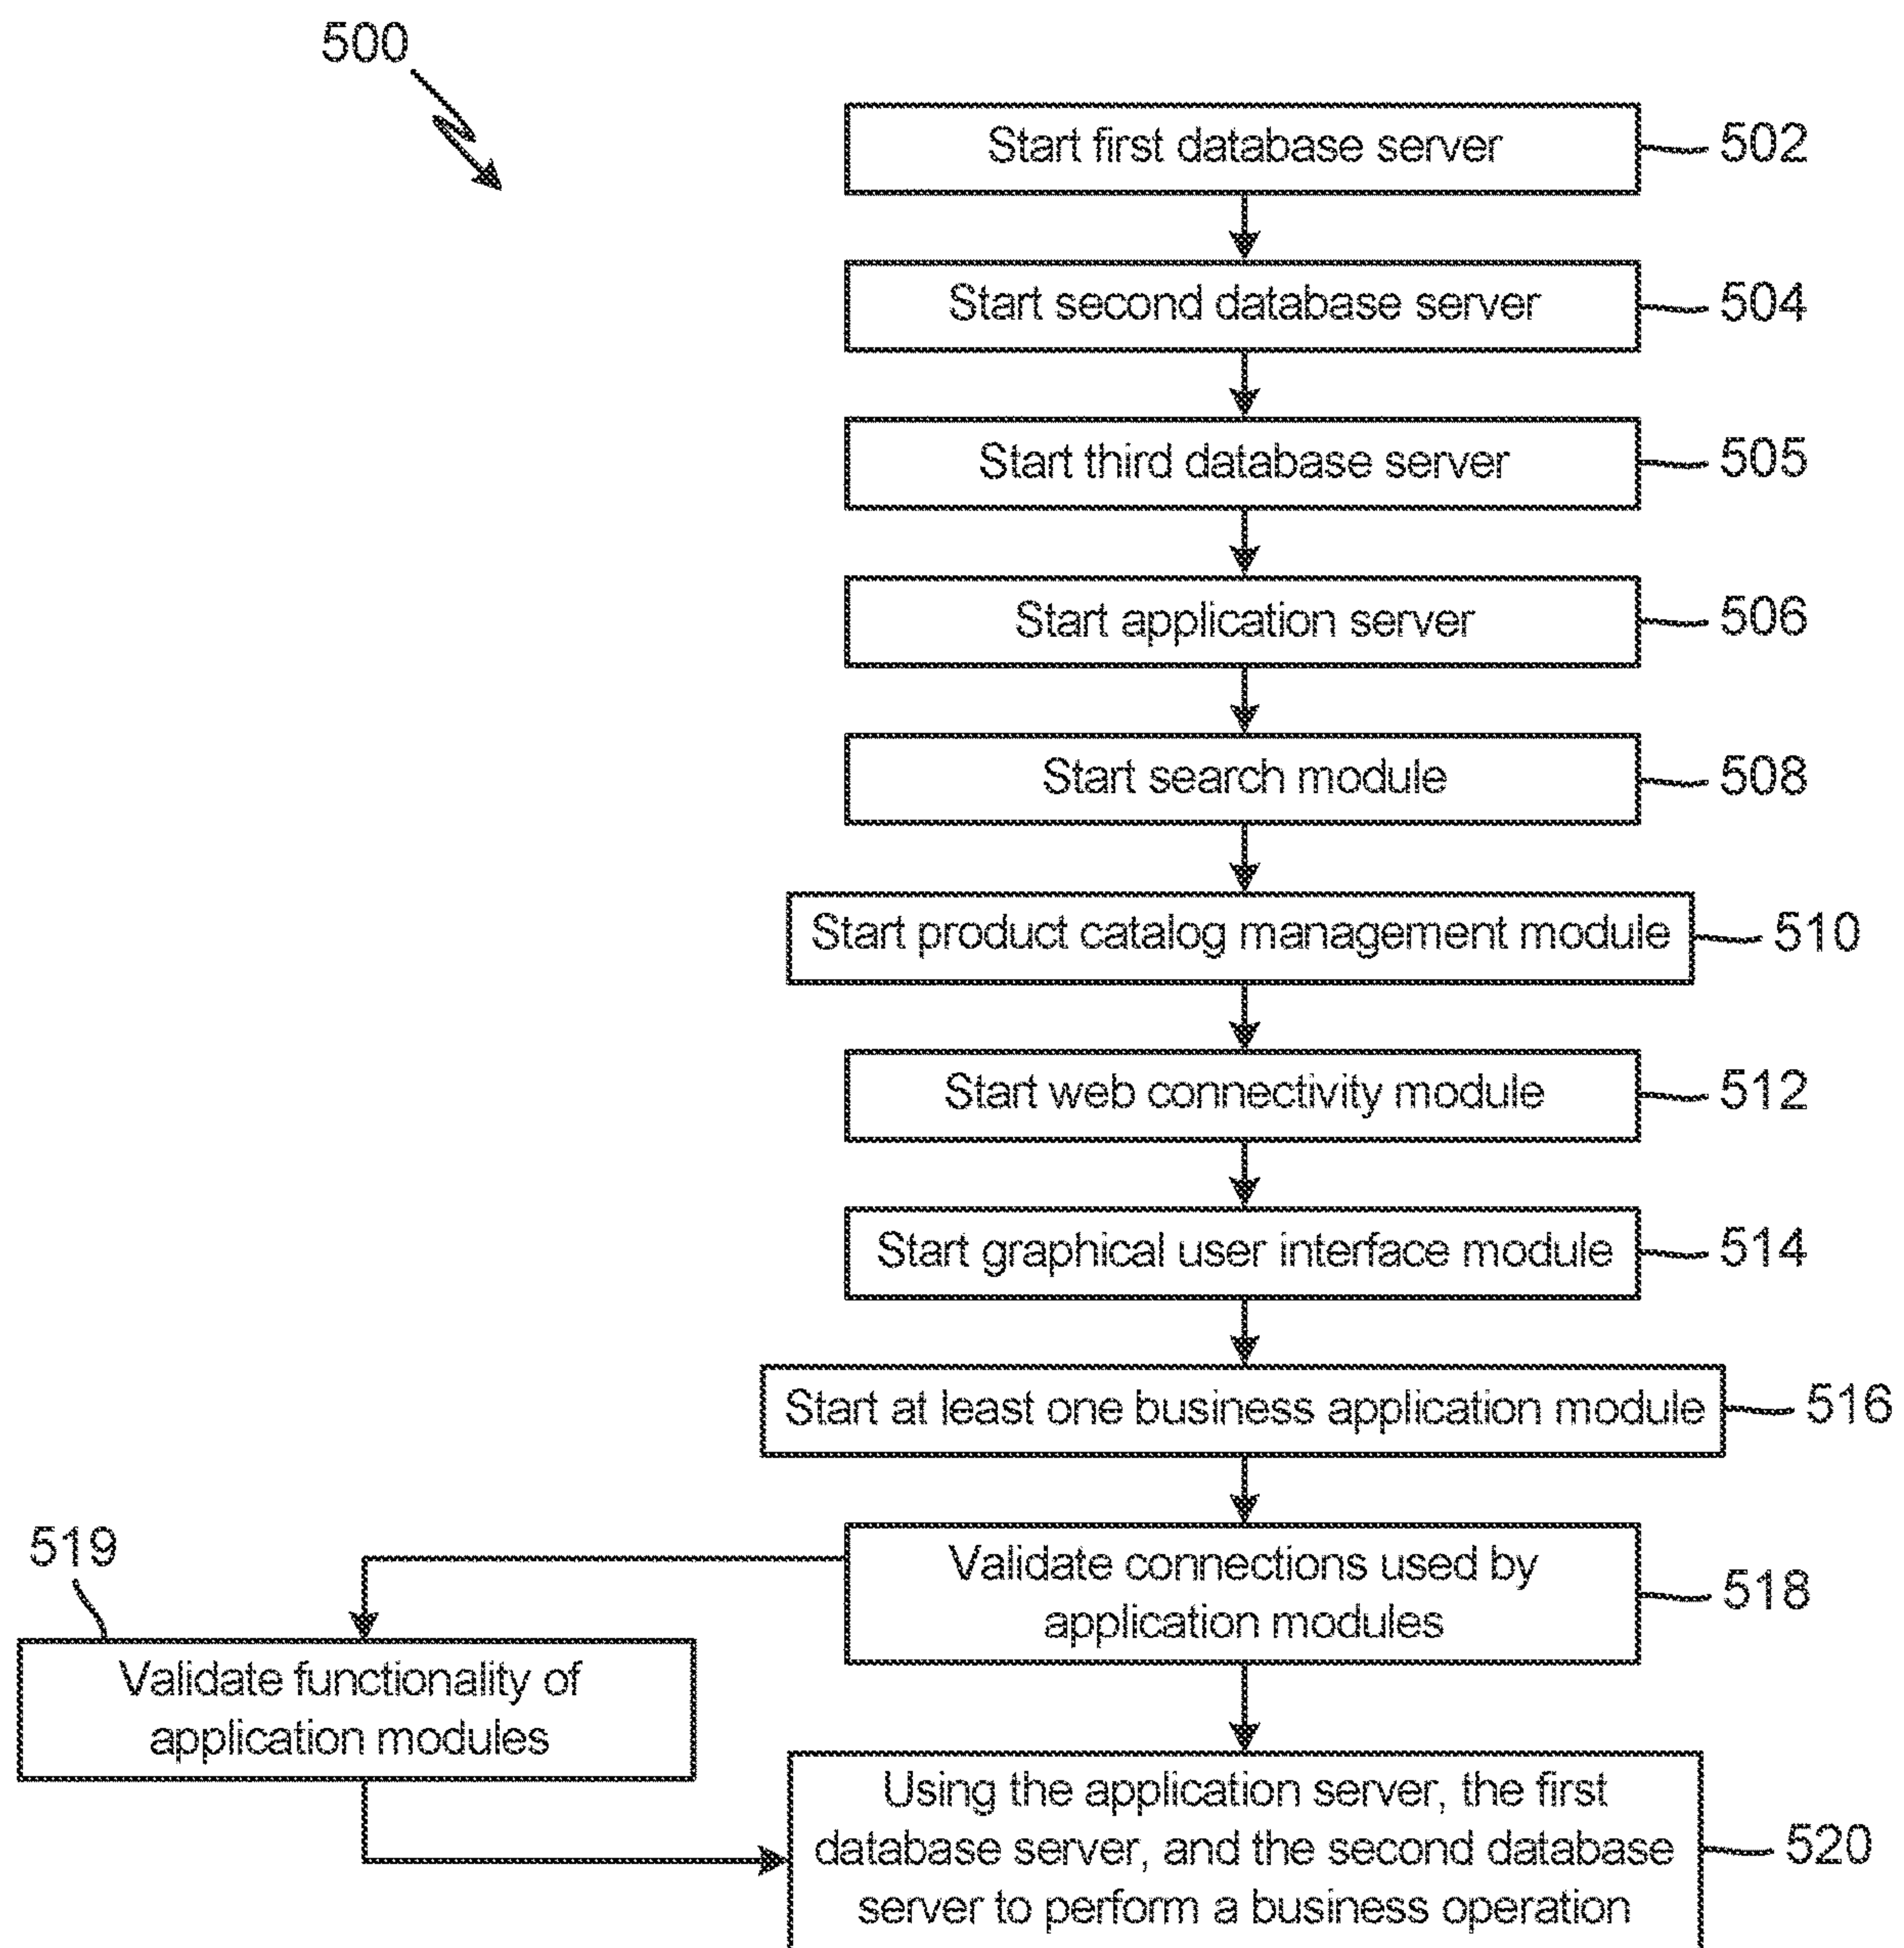 500
Start first database server
502
Start second database server
504
Start third database server
505
Start application server
506
Start search module
508
Start product catalog management module
510
Start web connectivity module
512
Start graphical user interface module
514
Start at least one business application module
516
Validate connections used by
application modules
518
519
Validate functionality of
application modules
Using the application server, the first
database server, and the second database
server to perform a business operation
520